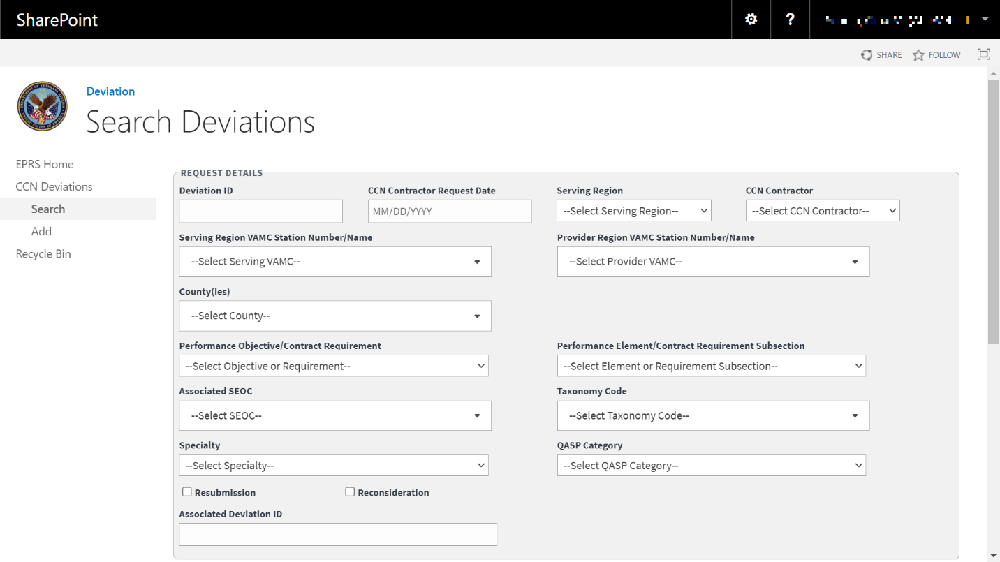 SharePoint
?
SHARE FOLLOW
Deviation
Search Deviations
EPRS Home
CCN Deviations
Search
Add
Recycle Bin
REQUEST DETAILS
Deviation ID CCN Contractor Request Date Serving Region CCN Contractor
MM/DD/YYYY --Select Serving Region-- --Select CCN Contractor--
Serving Region VAMC Station Number/Name Provider Region VAMC Station Number/Name
--Select Serving VAMC-- --Select Provider VAMC--
County(ies)
--Select County--
Performance Objective/Contract Requirement Performance Element/Contract Requirement Subsection
--Select Objective or Requirement-- --Select Element or Requirement Subsection--
Associated SEOC Taxonomy Code
--Select SEOC-- --Select Taxonomy Code--
Specialty QASP Category
--Select Specialty-- --Select QASP Category--
Resubmission Reconsideration
Associated Deviation ID